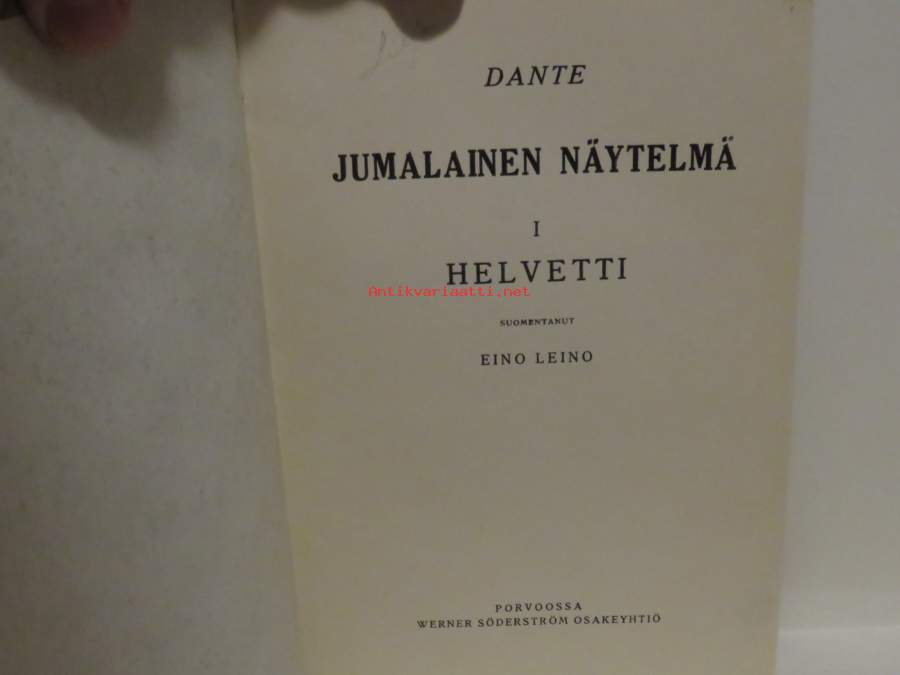 DANTE
JUMALAINEN NÄYTELMÄ
I
HELVETTI
Antikvariaatti.net
SUOMENTANUT
EINO LEINO
PORVOOSSA
WERNER SÖDERSTRÖM OSAKEYHTIÖ